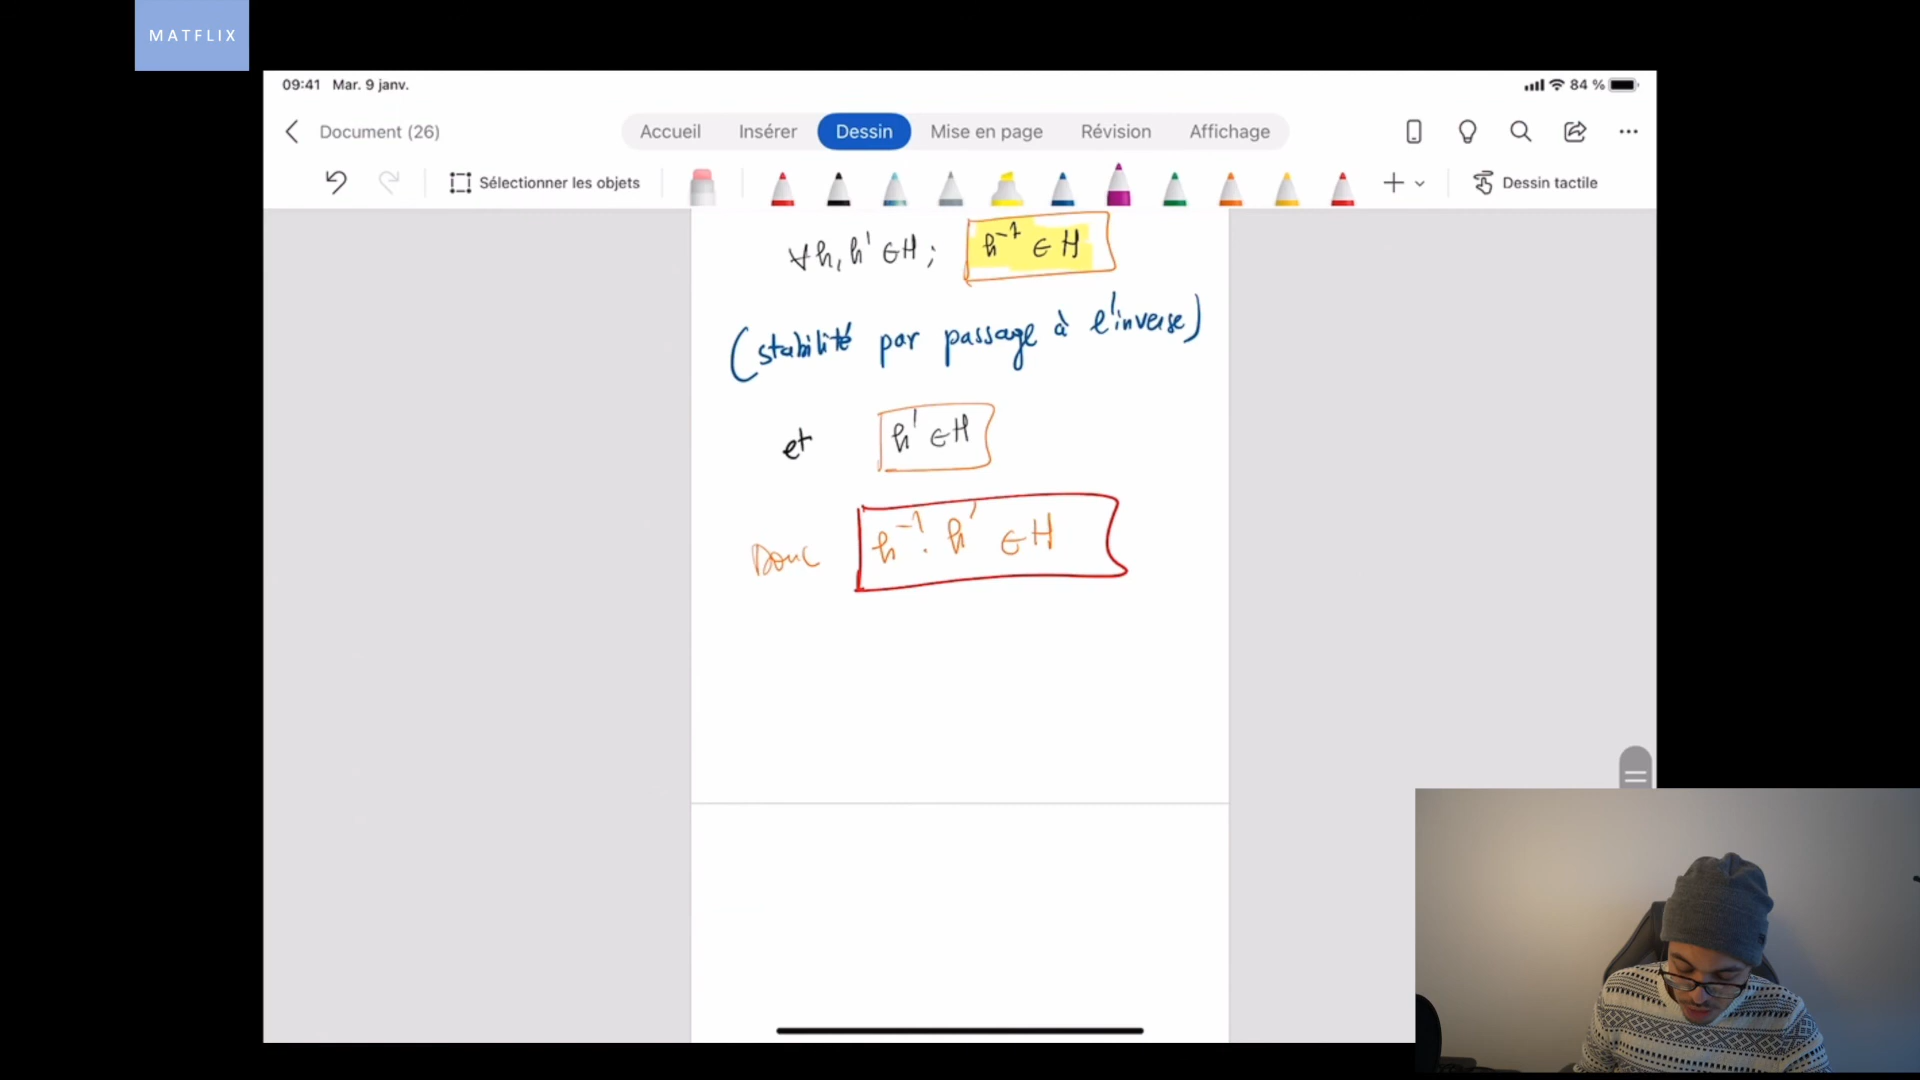 MATFLIX
09:41 Mar. 9 janv.
84 %
Document (26)
Accueil Insérer Dessin Mise en page Révision Affichage
Sélectionner les objets
Dessin tactile
∀h, h' ∈ H ; h⁻¹ ∈ H
(stabilité par passage à l'inverse)
et h' ∈ H
Donc h⁻¹ . h' ∈ H